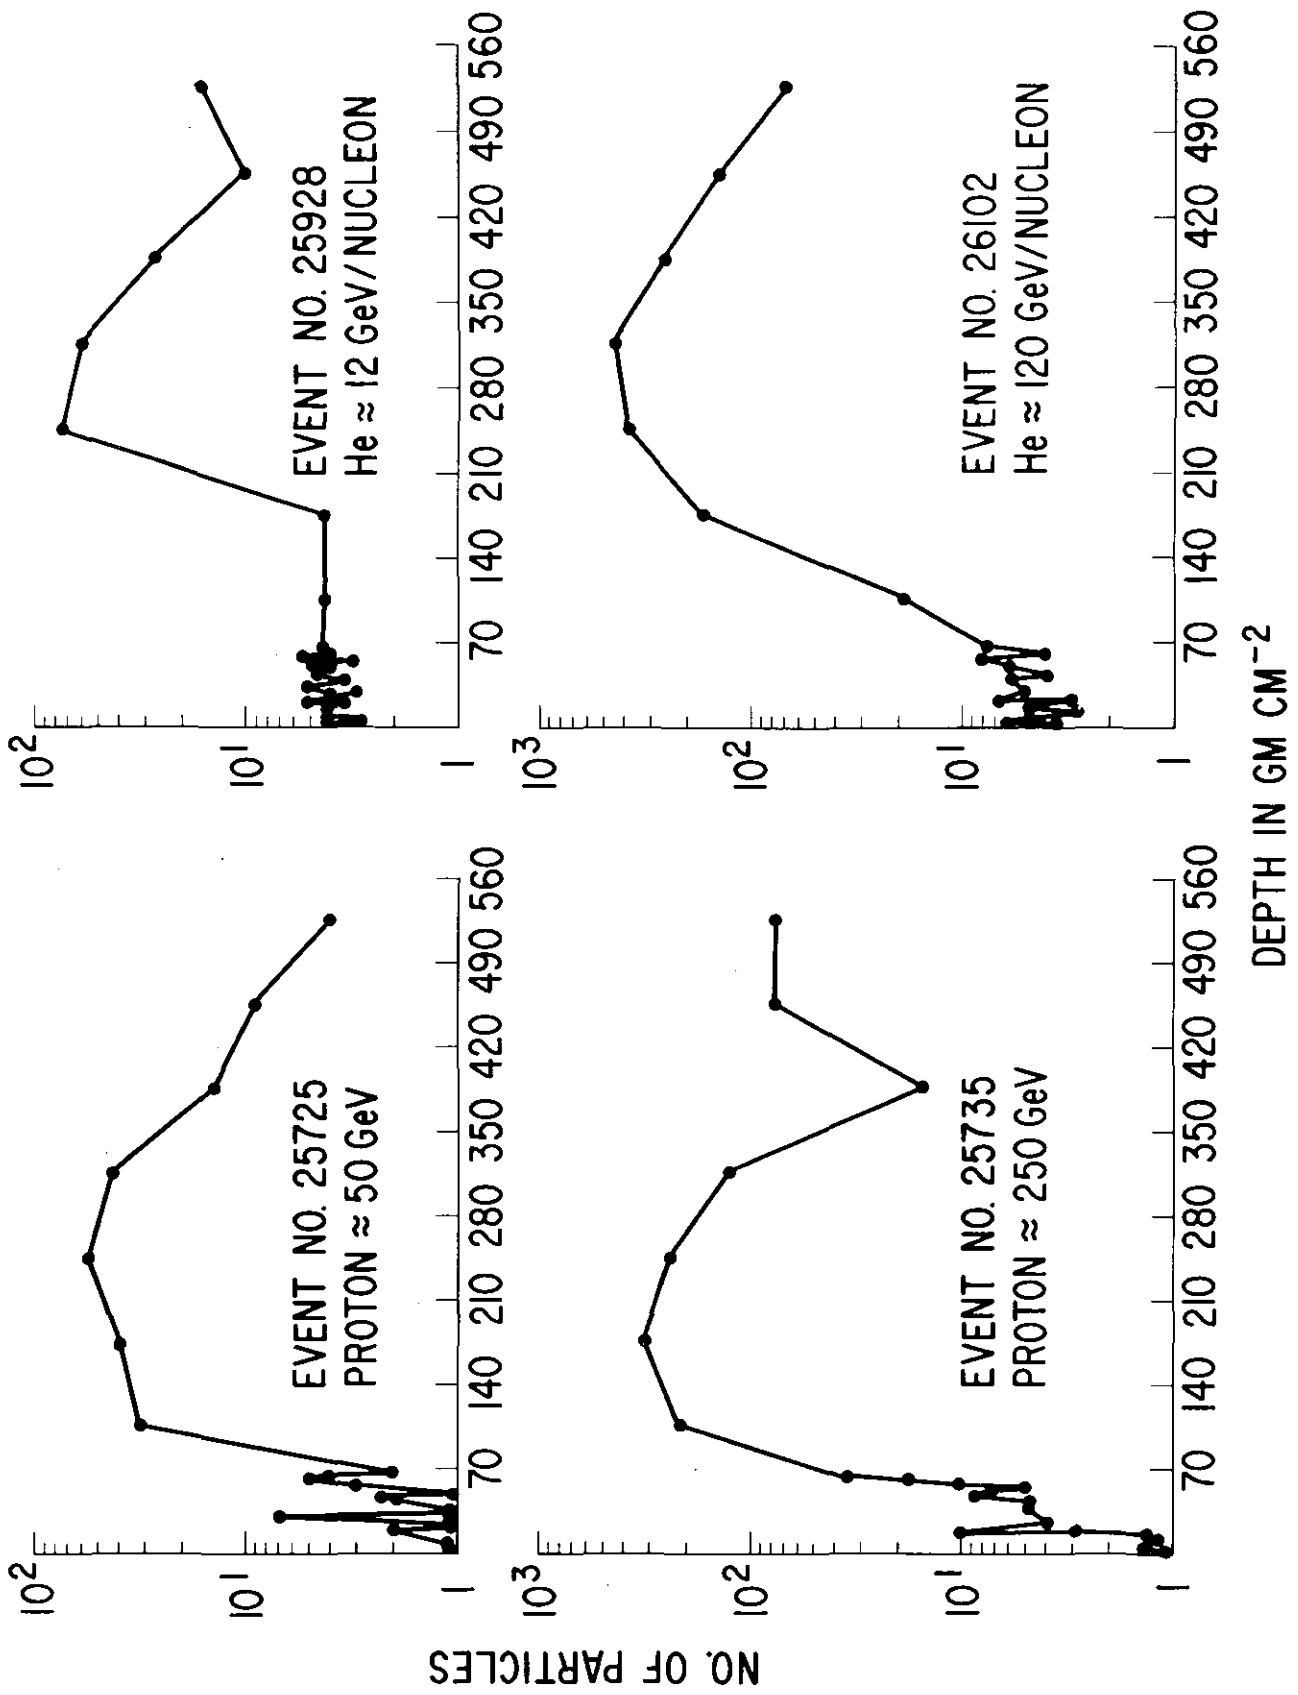 10² 10¹ 1
70 140 210 280 350 420 490 560
EVENT NO. 25725
PROTON ≈ 50 GeV
10² 10¹ 1
70 140 210 280 350 420 490 560
EVENT NO. 25928
He ≈ 12 GeV/NUCLEON
10³ 10² 10¹ 1
70 140 210 280 350 420 490 560
EVENT NO. 25735
PROTON ≈ 250 GeV
10³ 10² 10¹ 1
70 140 210 280 350 420 490 560
EVENT NO. 26102
He ≈ 120 GeV/NUCLEON
NO. OF PARTICLES
DEPTH IN GM CM⁻²